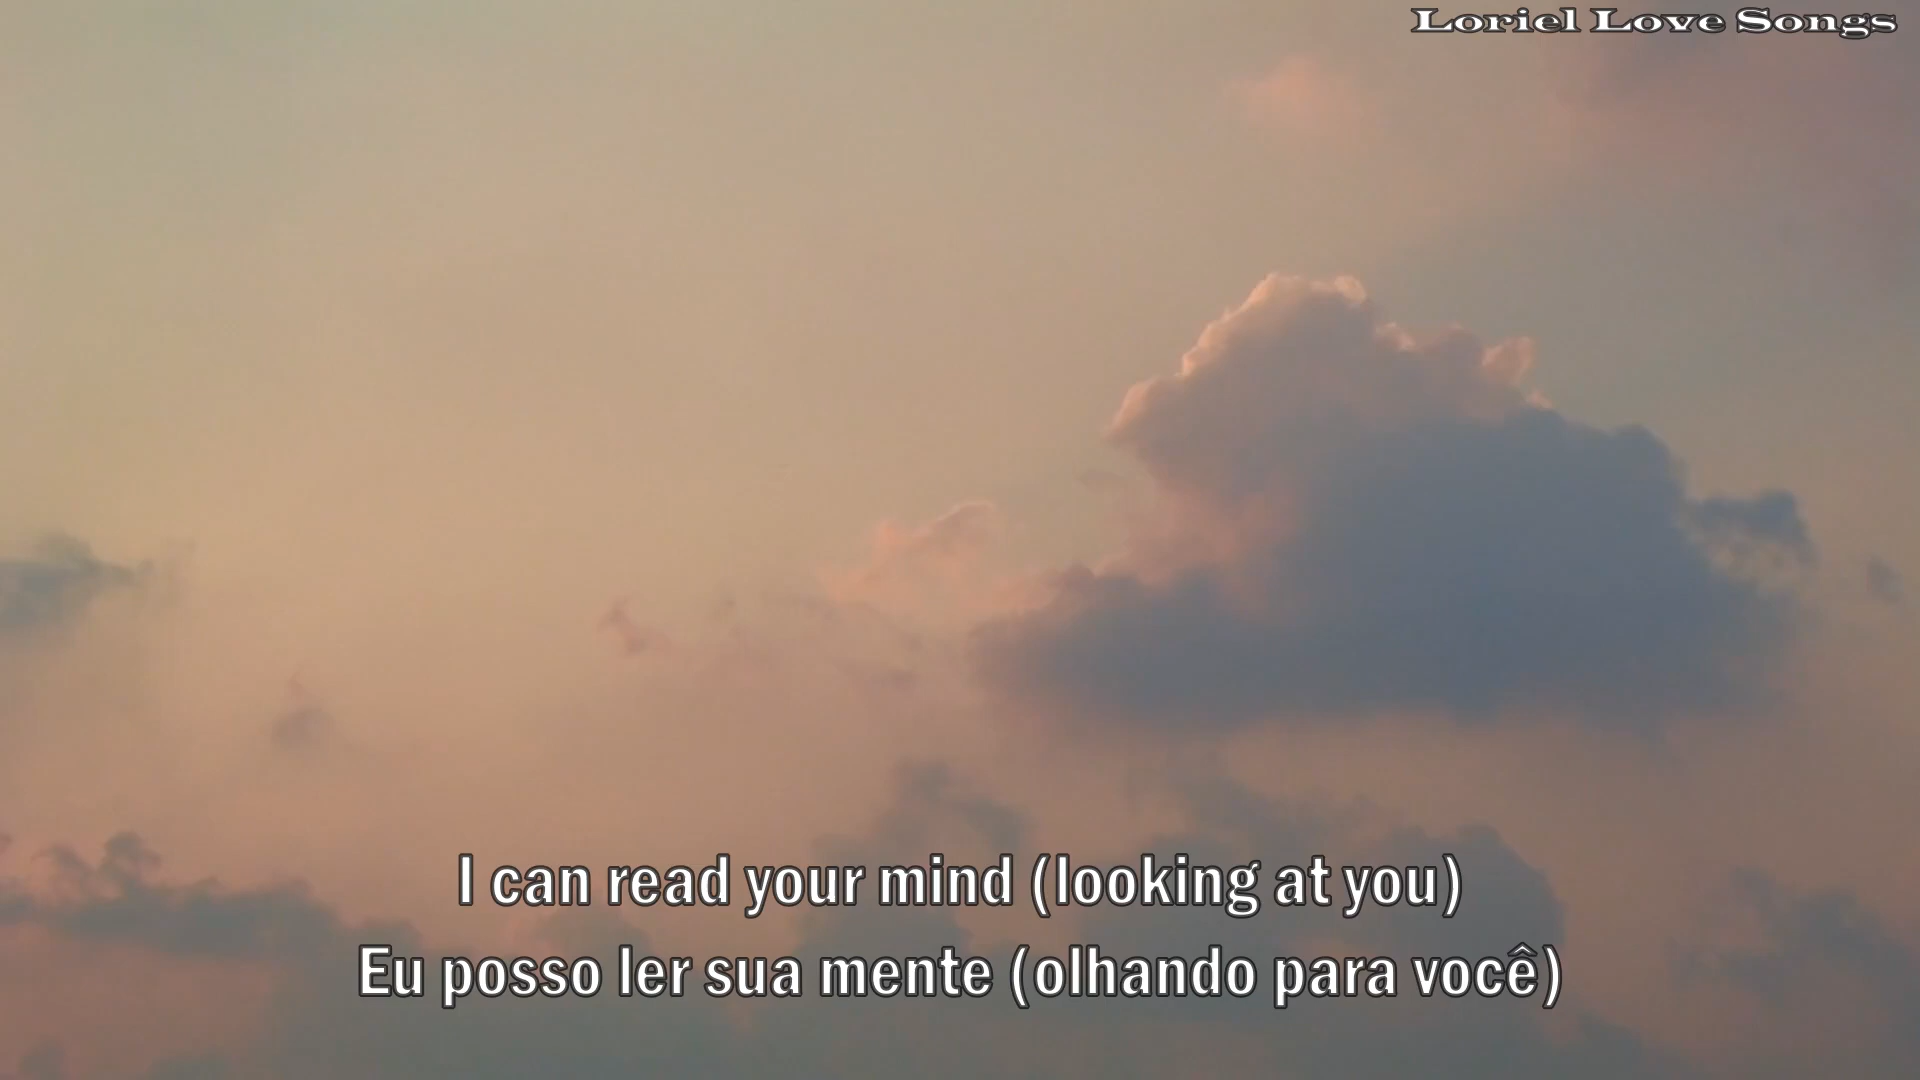 Loriel Love Songs
I can read your mind (looking at you)
Eu posso ler sua mente (olhando para você)